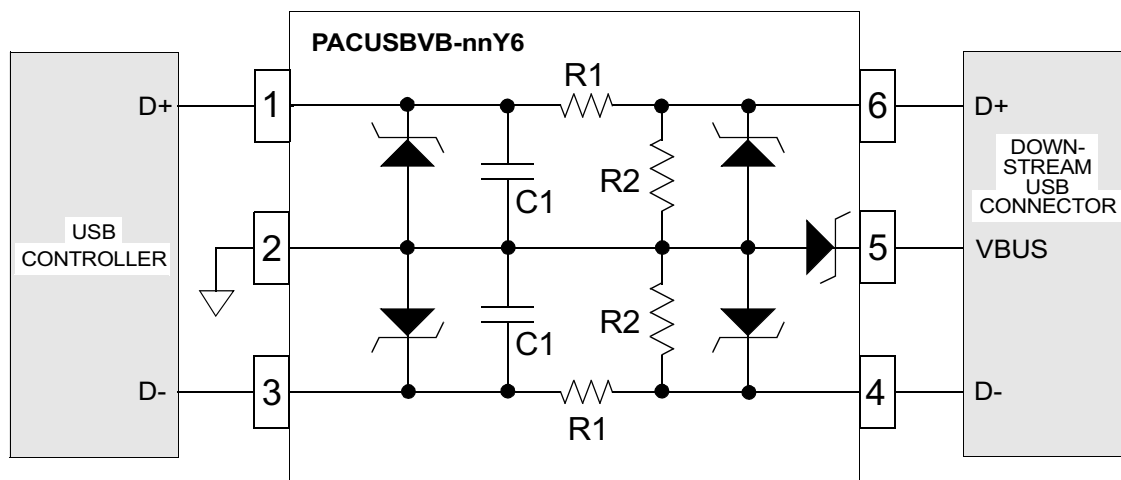 PACUSBVB-nnY6
R1
D+
1
6
D+
DOWN-
STREAM
USB
CONNECTOR
R2
C1
USB
CONTROLLER
2
5
VBUS
R2
C1
D-
3
4
D-
R1